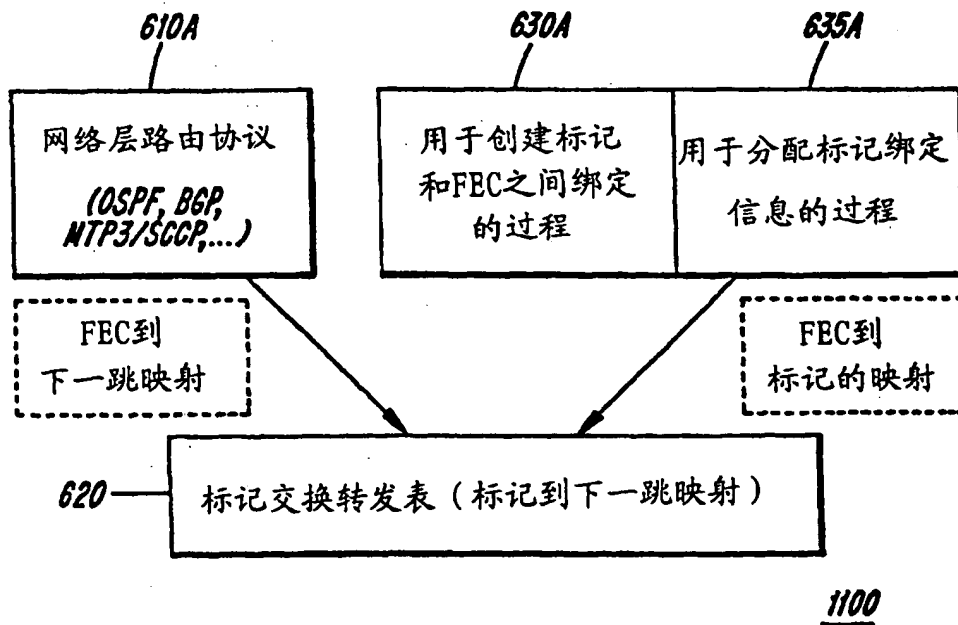 610A
630A
635A
网络层路由协议
(OSPF, BGP,
MTP3/SCCP,...)
用于创建标记
和FEC之间绑定
的过程
用于分配标记绑定
信息的过程
FEC到
下一跳映射
FEC到
标记的映射
620
标记交换转发表（标记到下一跳映射）
1100